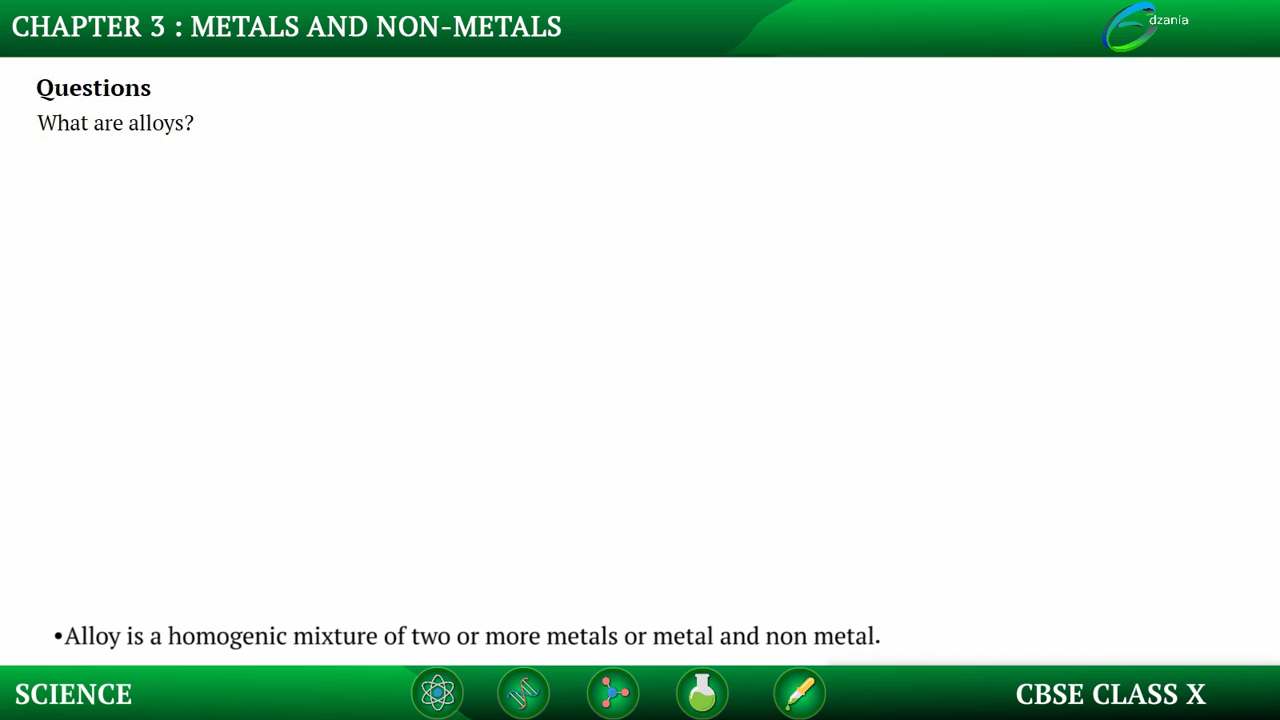 CHAPTER 3 : METALS AND NON-METALS
Edzania
Questions
What are alloys?
•Alloy is a homogenic mixture of two or more metals or metal and non metal.
SCIENCE
CBSE CLASS X